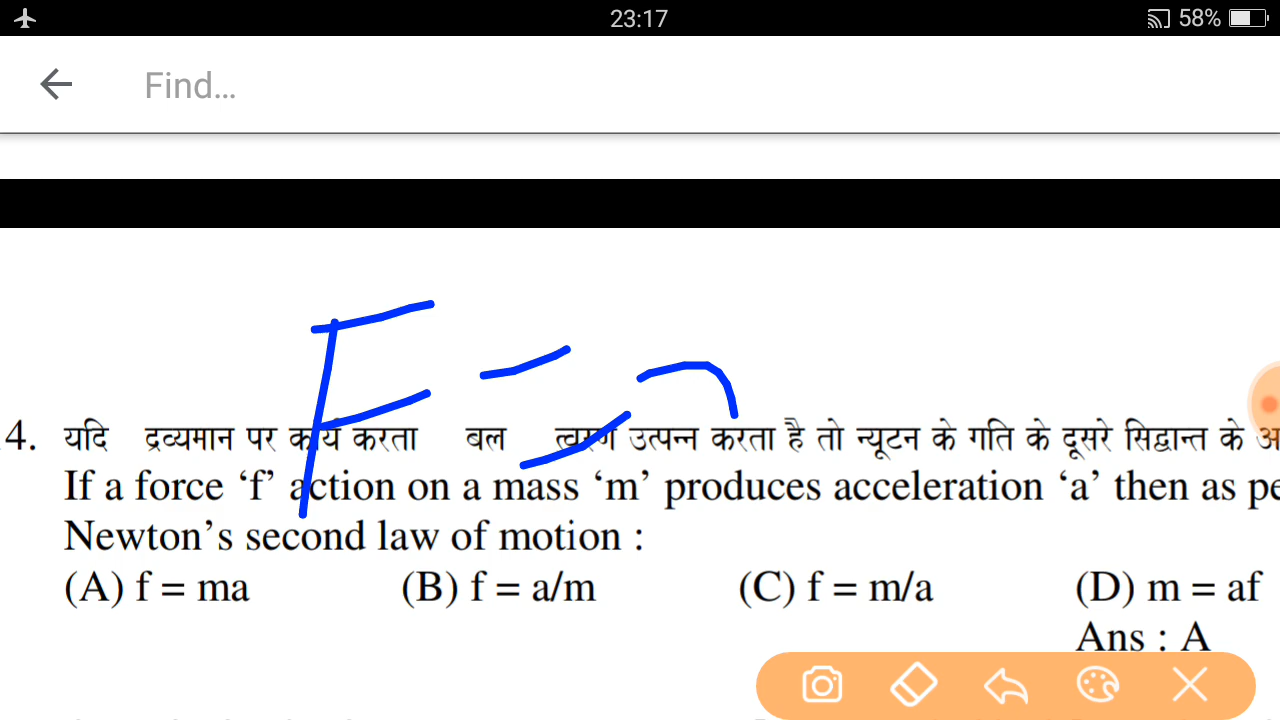 23:17 58%
Find...
F =
4. यदि द्रव्यमान पर कार्य करता बल त्वरण उत्पन्न करता है तो न्यूटन के गति के दूसरे सिद्वान्त के
If a force ‘f’ action on a mass ‘m’ produces acceleration ‘a’ then as
Newton’s second law of motion :
(A) f = ma (B) f = a/m (C) f = m/a (D) m = af
Ans : A